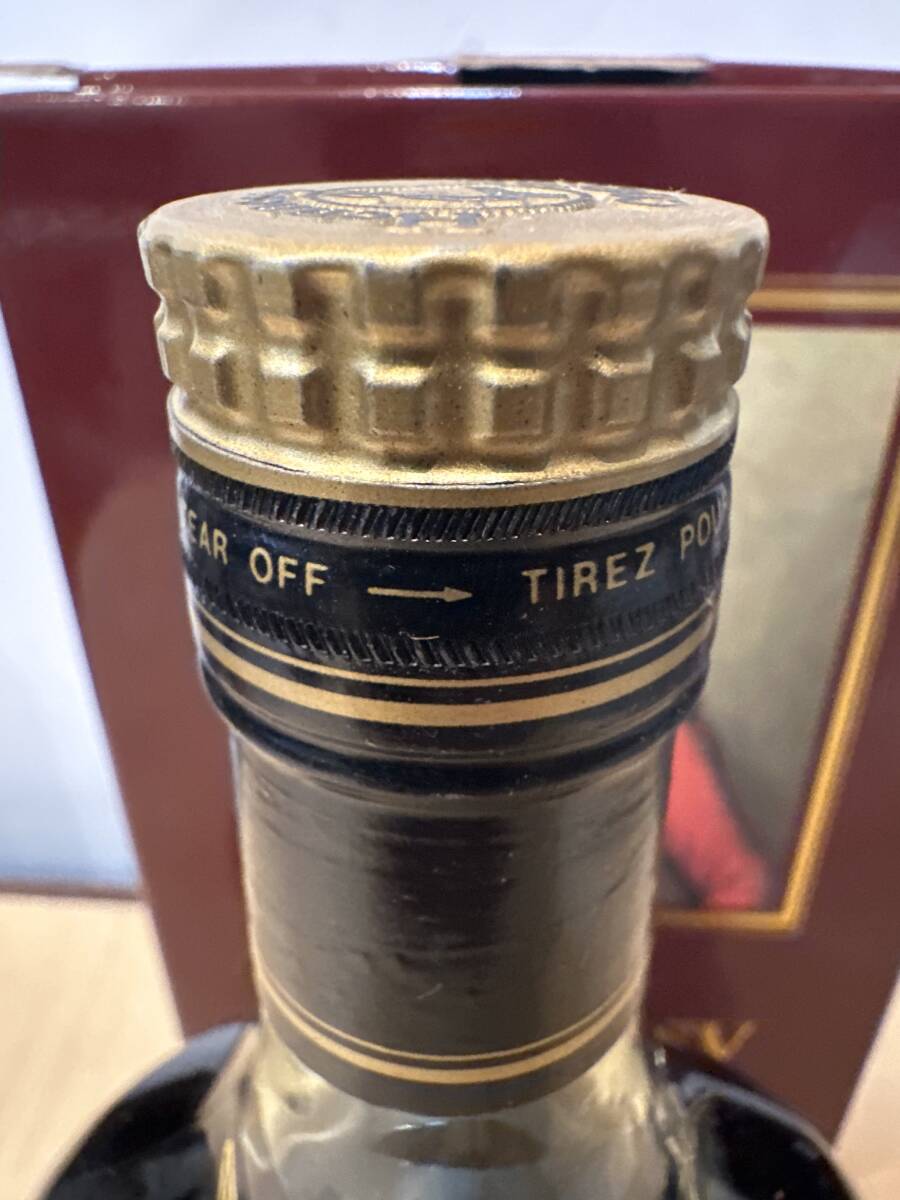 EAR OFF → TIREZ POU